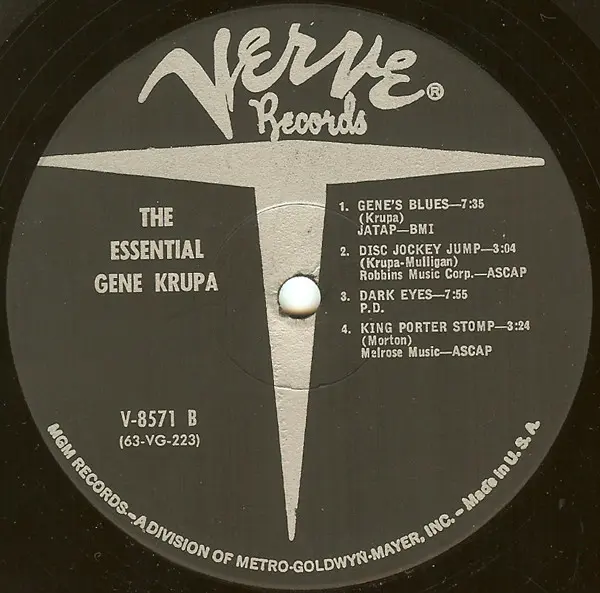 Verve®
Records
THE
ESSENTIAL
GENE KRUPA
1. GENE'S BLUES—7:35
(Krupa)
JATAP—BMI
2. DISC JOCKEY JUMP—3:04
(Krupa-Mulligan)
Robbins Music Corp.—ASCAP
3. DARK EYES—7:55
P.D.
4. KING PORTER STOMP—3:24
(Morton)
Melrose Music—ASCAP
V-8571 B
(63-VG-223)
MGM RECORDS—A DIVISION OF METRO-GOLDWYN-MAYER, INC. — Made in U.S.A.